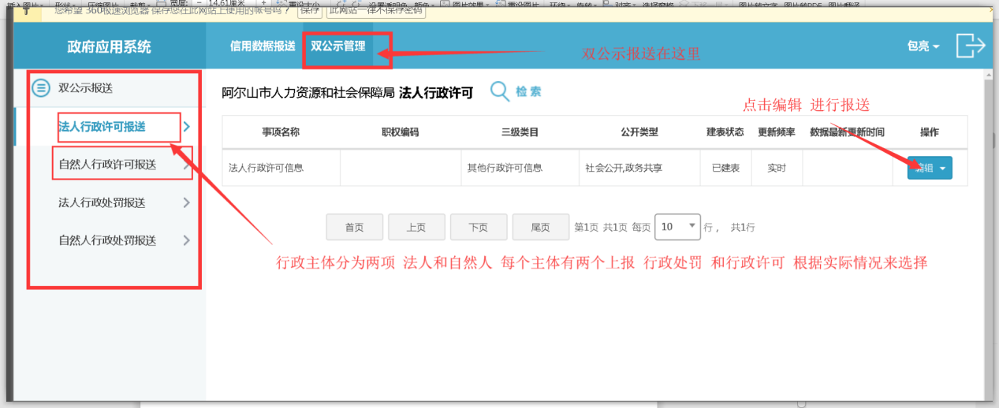 您希望 360极速浏览器 保存您在此网站上使用的帐号吗？ 保存 此网站一律不保存密码
政府应用系统 信用数据报送 双公示管理 包亮
双公示报送在这里
双公示报送
阿尔山市人力资源和社会保障局 法人行政许可 检索
点击编辑 进行报送
法人行政许可报送
事项名称 职权编码 三级类目 公开类型 建表状态 更新频率 数据最新更新时间 操作
自然人行政许可报送
法人行政许可信息 其他行政许可信息 社会公开,政务共享 已建表 实时 编辑
法人行政处罚报送
自然人行政处罚报送
首页 上页 下页 尾页 第1页 共1页 每页 10 行， 共1行
行政主体分为两项 法人和自然人 每个主体有两个上报 行政处罚 和行政许可 根据实际情况来选择